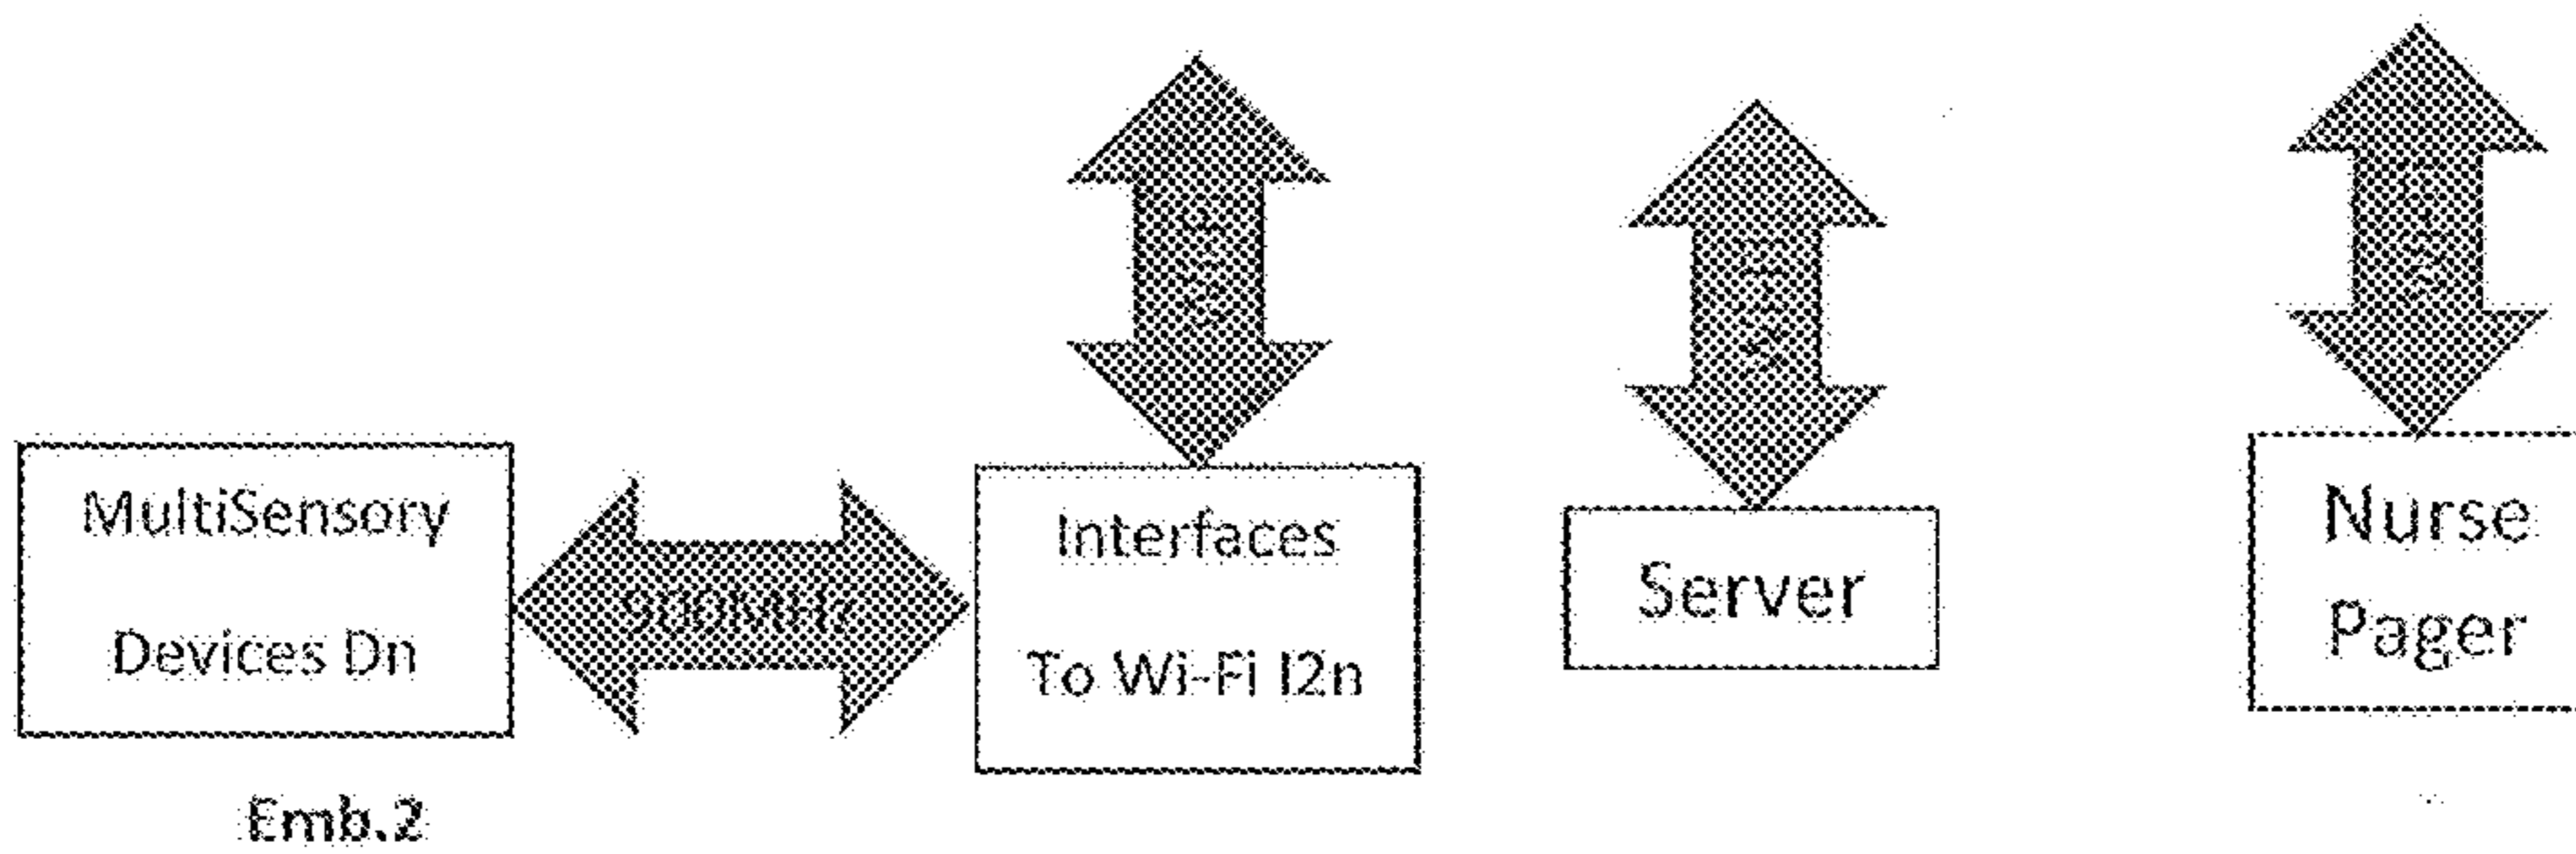 MultiSensory
Devices Dn
900MHz
Interfaces
To Wi-Fi I2n
Server
Nurse
Pager
Emb.2